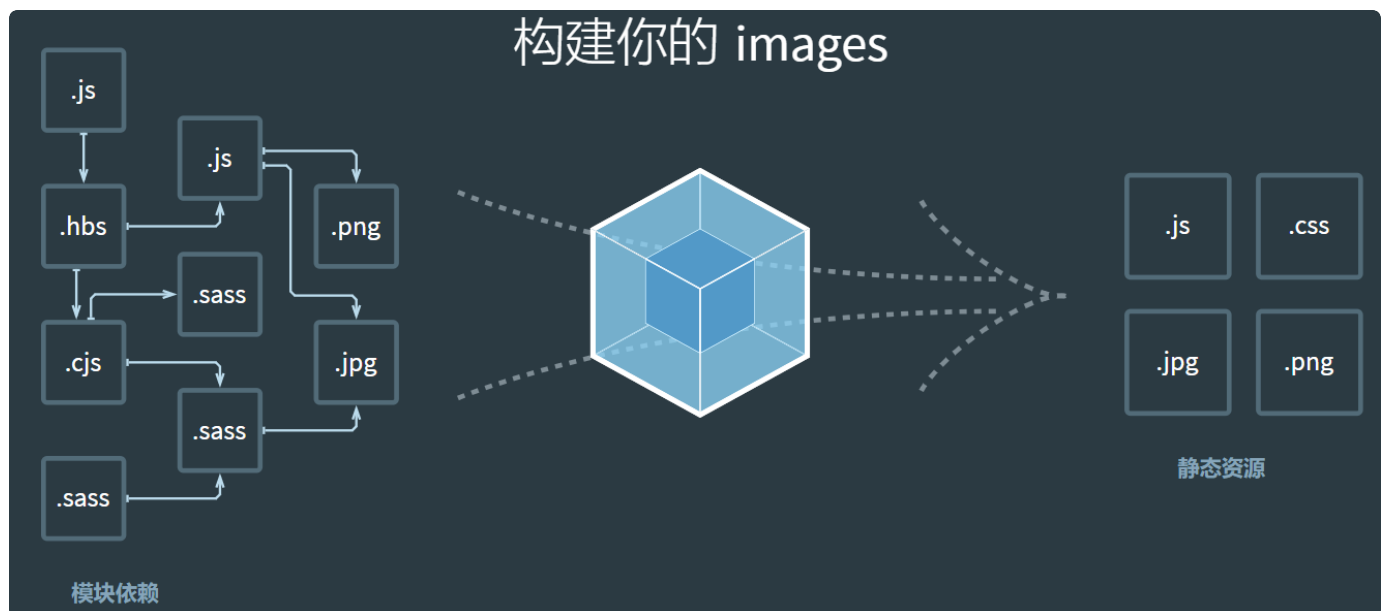 构建你的 images
.js
.js
.hbs
.png
.sass
.cjs
.jpg
.sass
.sass
模块依赖
.js
.css
.jpg
.png
静态资源